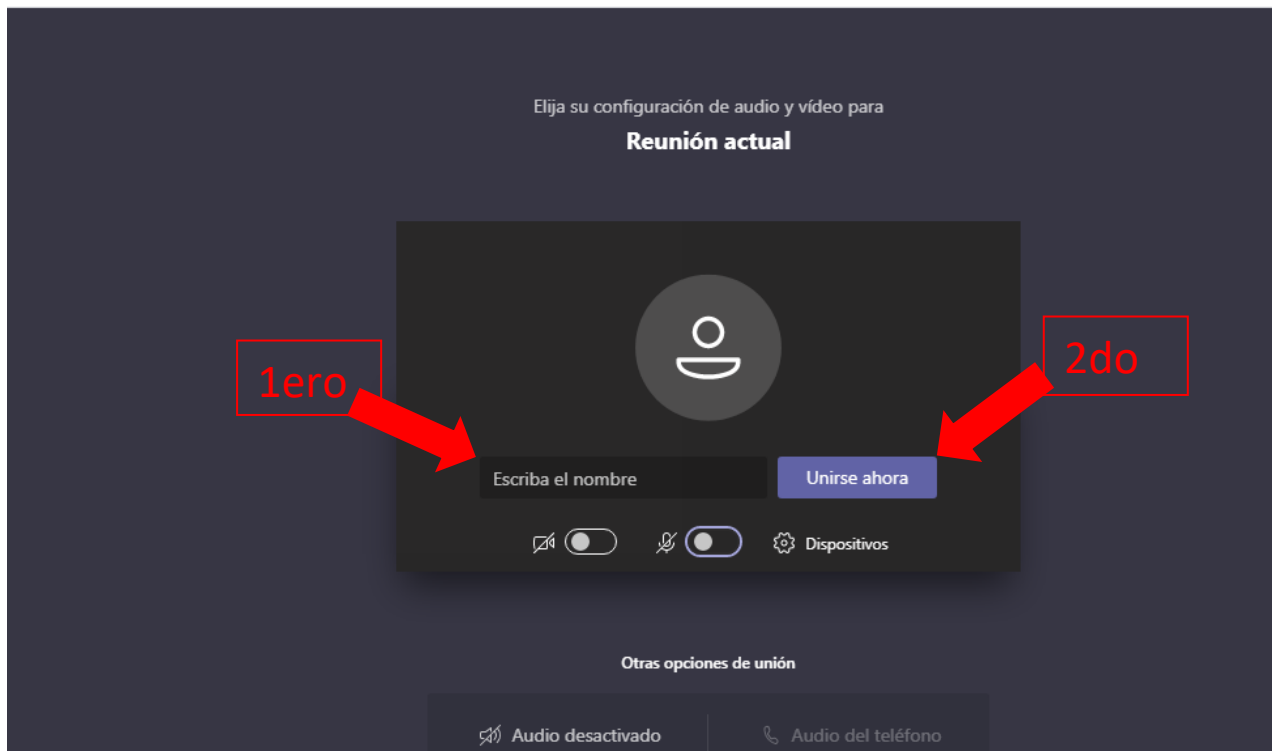 Elija su configuración de audio y vídeo para
Reunión actual
1ero
2do
Escriba el nombre
Unirse ahora
Dispositivos
Otras opciones de unión
Audio desactivado
Audio del teléfono